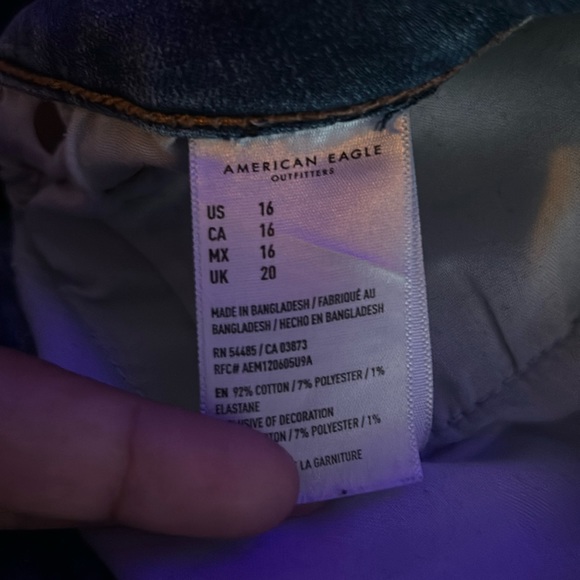 AMERICAN EAGLE
OUTFITTERS
US 16
CA 16
MX 16
UK 20
MADE IN BANGLADESH / FABRIQUÉ AU
BANGLADESH / HECHO EN BANGLADESH
RN 54485 / CA 03873
RFC# AEM120605U9A
EN 92% COTTON / 7% POLYESTER / 1%
ELASTANE
OF DECORATION
/ 7% POLYESTER / 1%
LA GARNITURE